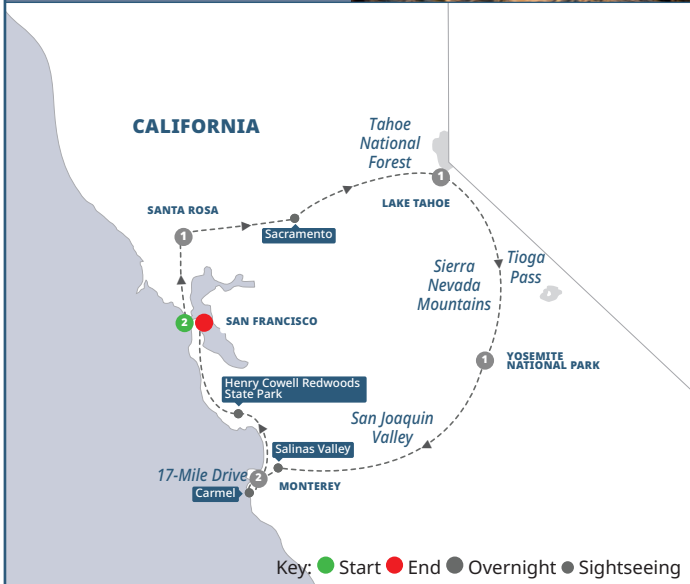 CALIFORNIA
Tahoe
National
Forest
1
LAKE TAHOE
SANTA ROSA
1
Sacramento
Sierra
Nevada
Mountains
Tioga
Pass
2
SAN FRANCISCO
1
YOSEMITE
NATIONAL PARK
Henry Cowell Redwoods
State Park
San Joaquin
Valley
Salinas Valley
17-Mile Drive
2
MONTEREY
Carmel
Key: Start End Overnight Sightseeing